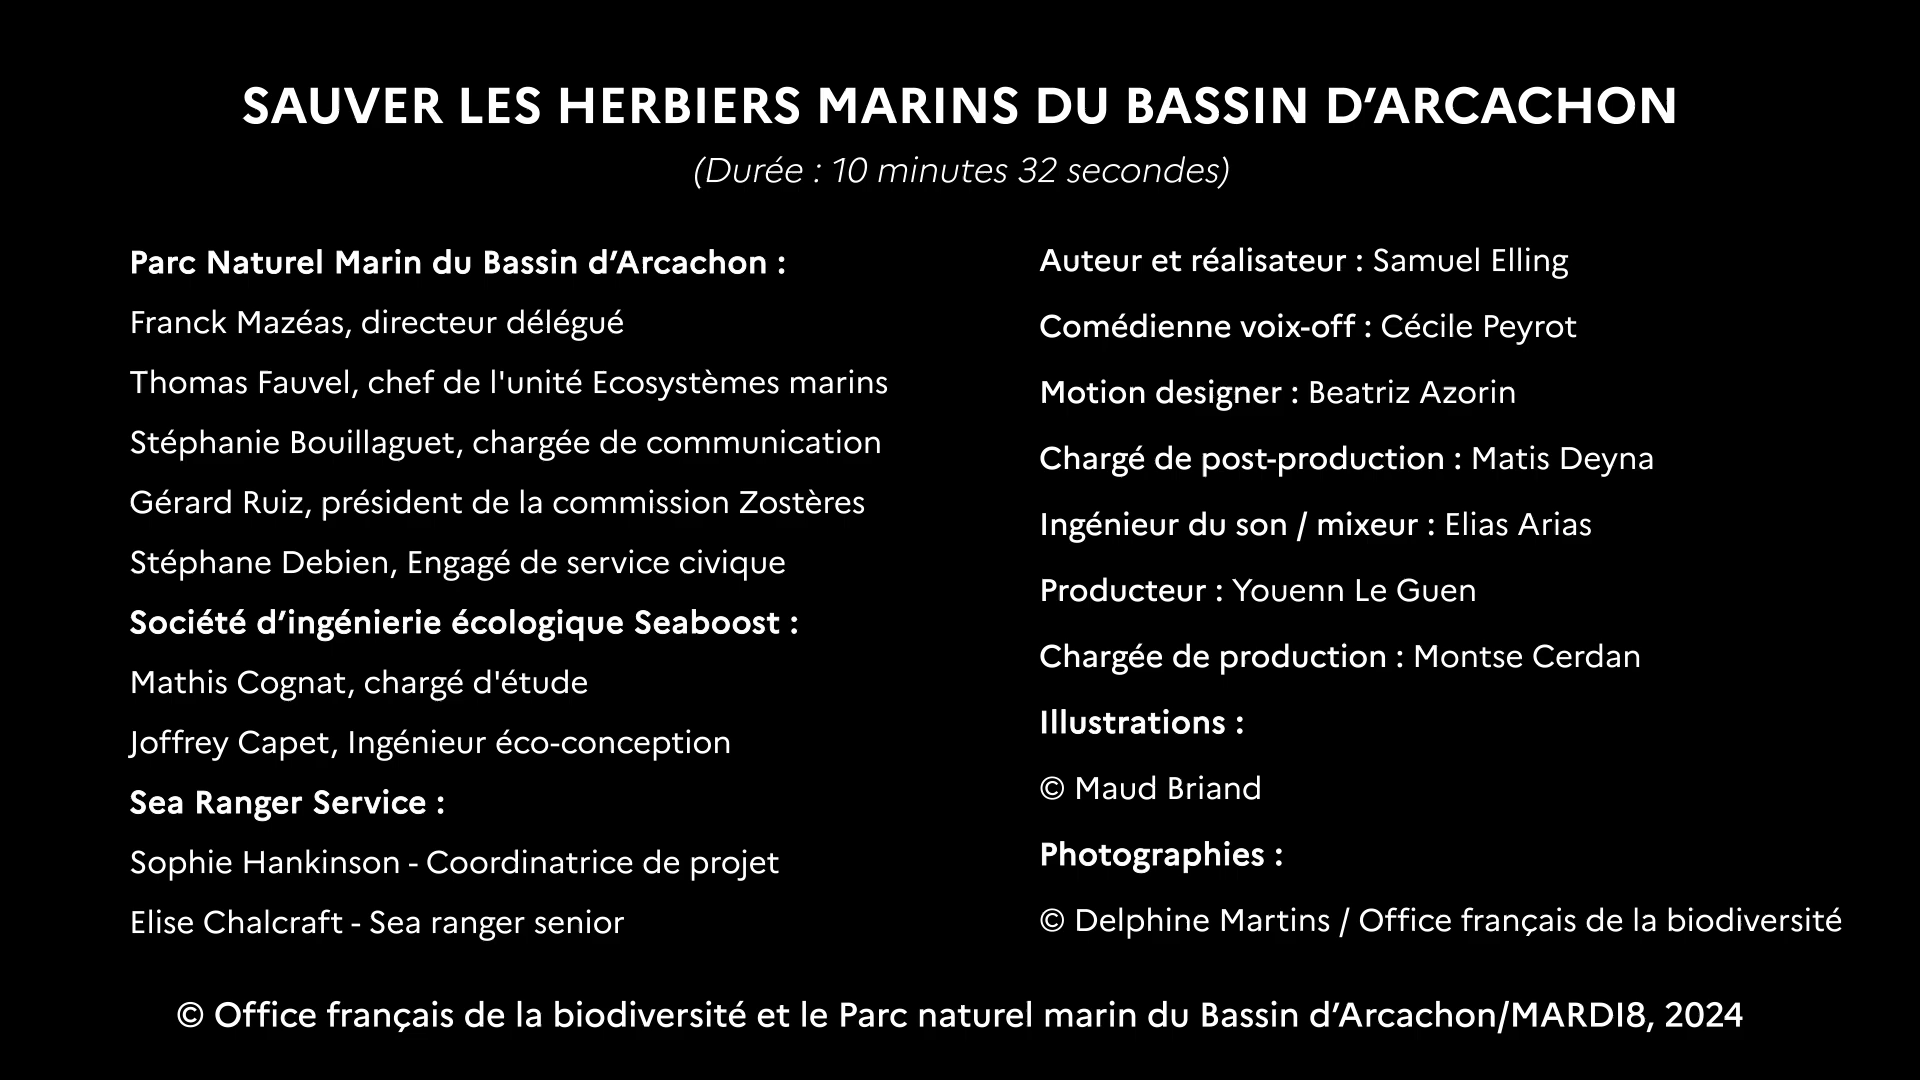 SAUVER LES HERBIERS MARINS DU BASSIN D’ARCACHON
(Durée : 10 minutes 32 secondes)
Parc Naturel Marin du Bassin d’Arcachon :
Franck Mazéas, directeur délégué
Thomas Fauvel, chef de l'unité Ecosystèmes marins
Stéphanie Bouillaguet, chargée de communication
Gérard Ruiz, président de la commission Zostères
Stéphane Debien, Engagé de service civique
Société d’ingénierie écologique Seaboost :
Mathis Cognat, chargé d'étude
Joffrey Capet, Ingénieur éco-conception
Sea Ranger Service :
Sophie Hankinson - Coordinatrice de projet
Elise Chalcraft - Sea ranger senior
Auteur et réalisateur : Samuel Elling
Comédienne voix-off : Cécile Peyrot
Motion designer : Beatriz Azorin
Chargé de post-production : Matis Deyna
Ingénieur du son / mixeur : Elias Arias
Producteur : Youenn Le Guen
Chargée de production : Montse Cerdan
Illustrations :
© Maud Briand
Photographies :
© Delphine Martins / Office français de la biodiversité
© Office français de la biodiversité et le Parc naturel marin du Bassin d’Arcachon/MARDI8, 2024